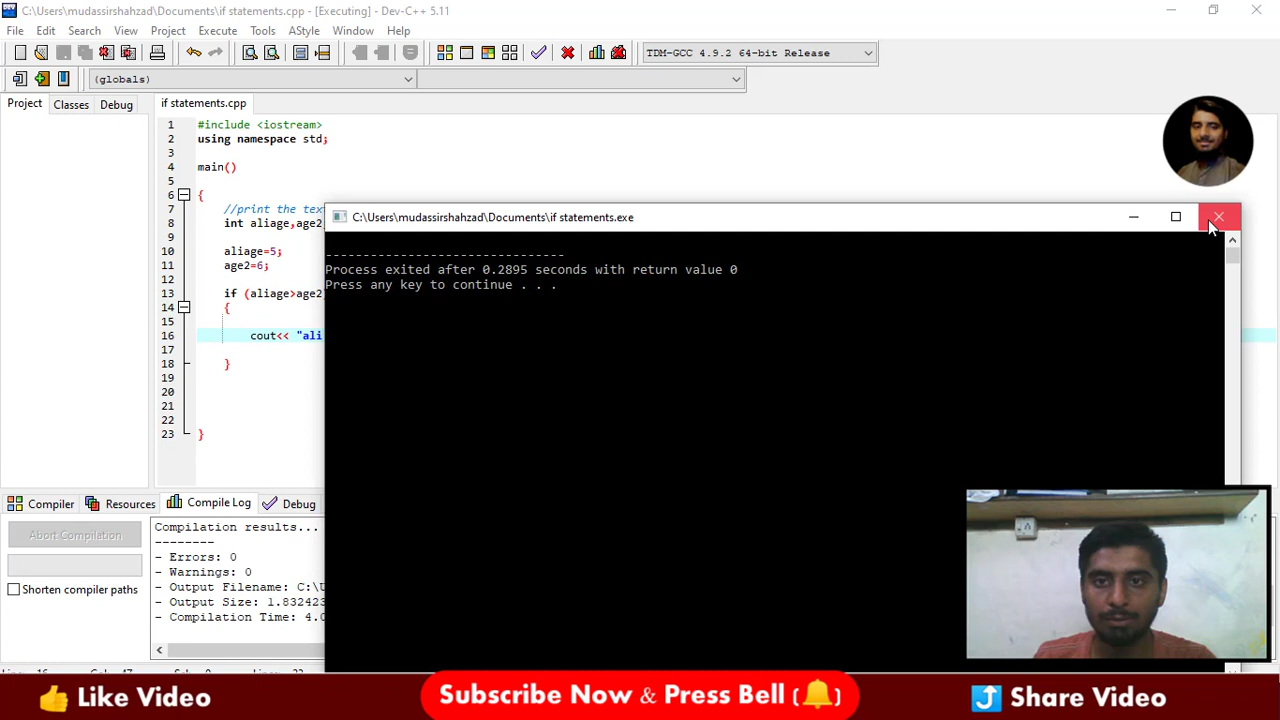 C:\Users\mudassirshahzad\Documents\if statements.cpp - [Executing] - Dev-C++ 5.11
File Edit Search View Project Execute Tools AStyle Window Help
TDM-GCC 4.9.2 64-bit Release
(globals)
Project Classes Debug
if statements.cpp
1 #include <iostream>
2 using namespace std;
3
4 main()
5
6 {
7 //print the tex
8 int aliage,age2
9
10 aliage=5;
11 age2=6;
12
13 if (aliage>age2
14 {
15
16 cout<< "ali
17
18 }
19
20
21
22
23 }
C:\Users\mudassirshahzad\Documents\if statements.exe
--------------------------------
Process exited after 0.2895 seconds with return value 0
Press any key to continue . . .
Compiler Resources Compile Log Debug
Abort Compilation
Shorten compiler paths
Compilation results...
--------
- Errors: 0
- Warnings: 0
- Output Filename: C:\U
- Output Size: 1.832423
- Compilation Time: 4.0
Like Video
Subscribe Now & Press Bell (🔔)
Share Video